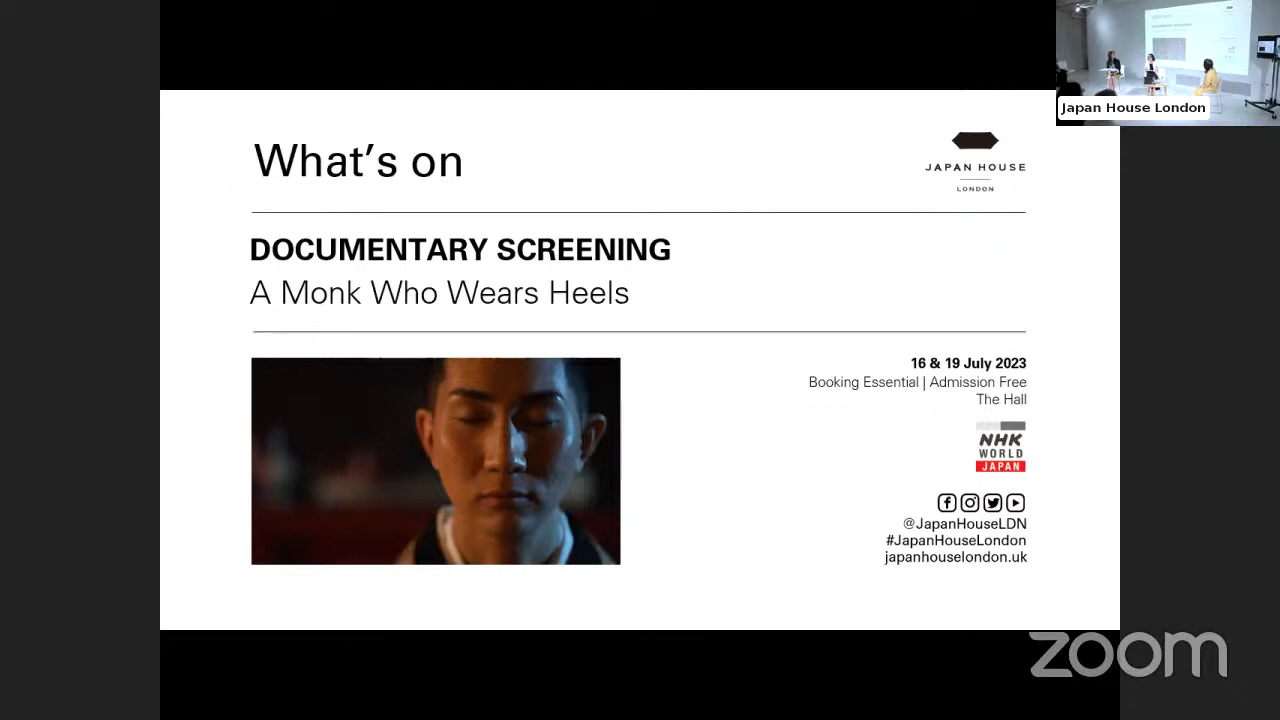 What's on
JAPAN HOUSE
LONDON
DOCUMENTARY SCREENING
A Monk Who Wears Heels
16 & 19 July 2023
Booking Essential | Admission Free
The Hall
NHK
WORLD
JAPAN
@JapanHouseLDN
#JapanHouseLondon
japanhouselondon.uk
Japan House London
zoom